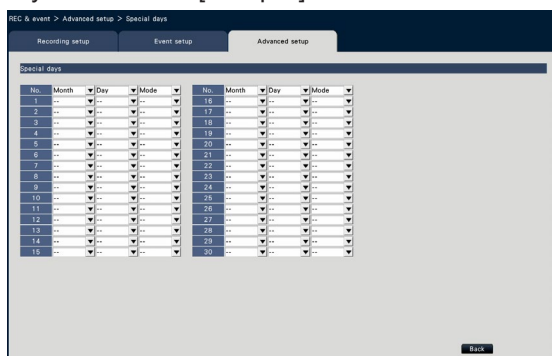 REC & event > Advanced setup > Special days
Recording setup Event setup Advanced setup
Special days
No. Month Day Mode No. Month Day Mode
1 -- -- -- 16 -- -- --
2 -- -- -- 17 -- -- --
3 -- -- -- 18 -- -- --
4 -- -- -- 19 -- -- --
5 -- -- -- 20 -- -- --
6 -- -- -- 21 -- -- --
7 -- -- -- 22 -- -- --
8 -- -- -- 23 -- -- --
9 -- -- -- 24 -- -- --
10 -- -- -- 25 -- -- --
11 -- -- -- 26 -- -- --
12 -- -- -- 27 -- -- --
13 -- -- -- 28 -- -- --
14 -- -- -- 29 -- -- --
15 -- -- -- 30 -- -- --
Back